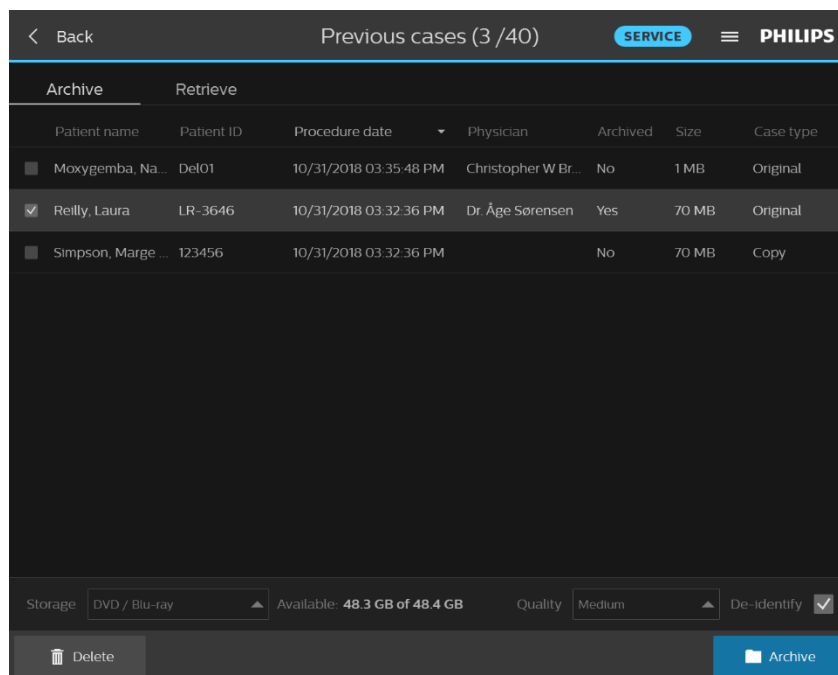 Back Previous cases (3 /40) SERVICE PHILIPS
Archive Retrieve
Patient name Patient ID Procedure date Physician Archived Size Case type
Moxygemba, Na... Del01 10/31/2018 03:35:48 PM Christopher W Br... No 1 MB Original
Reilly, Laura LR-3646 10/31/2018 03:32:36 PM Dr. Åge Sørensen Yes 70 MB Original
Simpson, Marge ... 123456 10/31/2018 03:32:36 PM No 70 MB Copy
Storage DVD / Blu-ray Available: 48.3 GB of 48.4 GB Quality Medium De-identify
Delete Archive